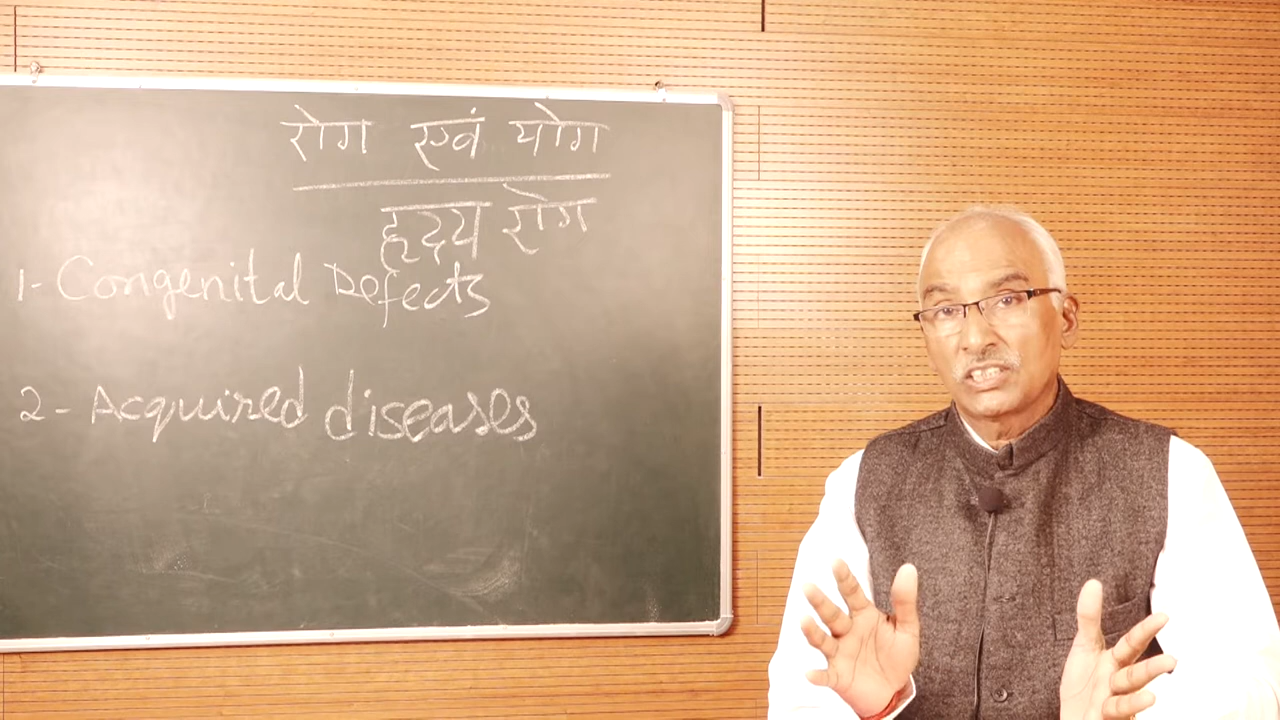 रोग एवं योग
हृदय रोग
1- Congenital Defects
2- Acquired diseases